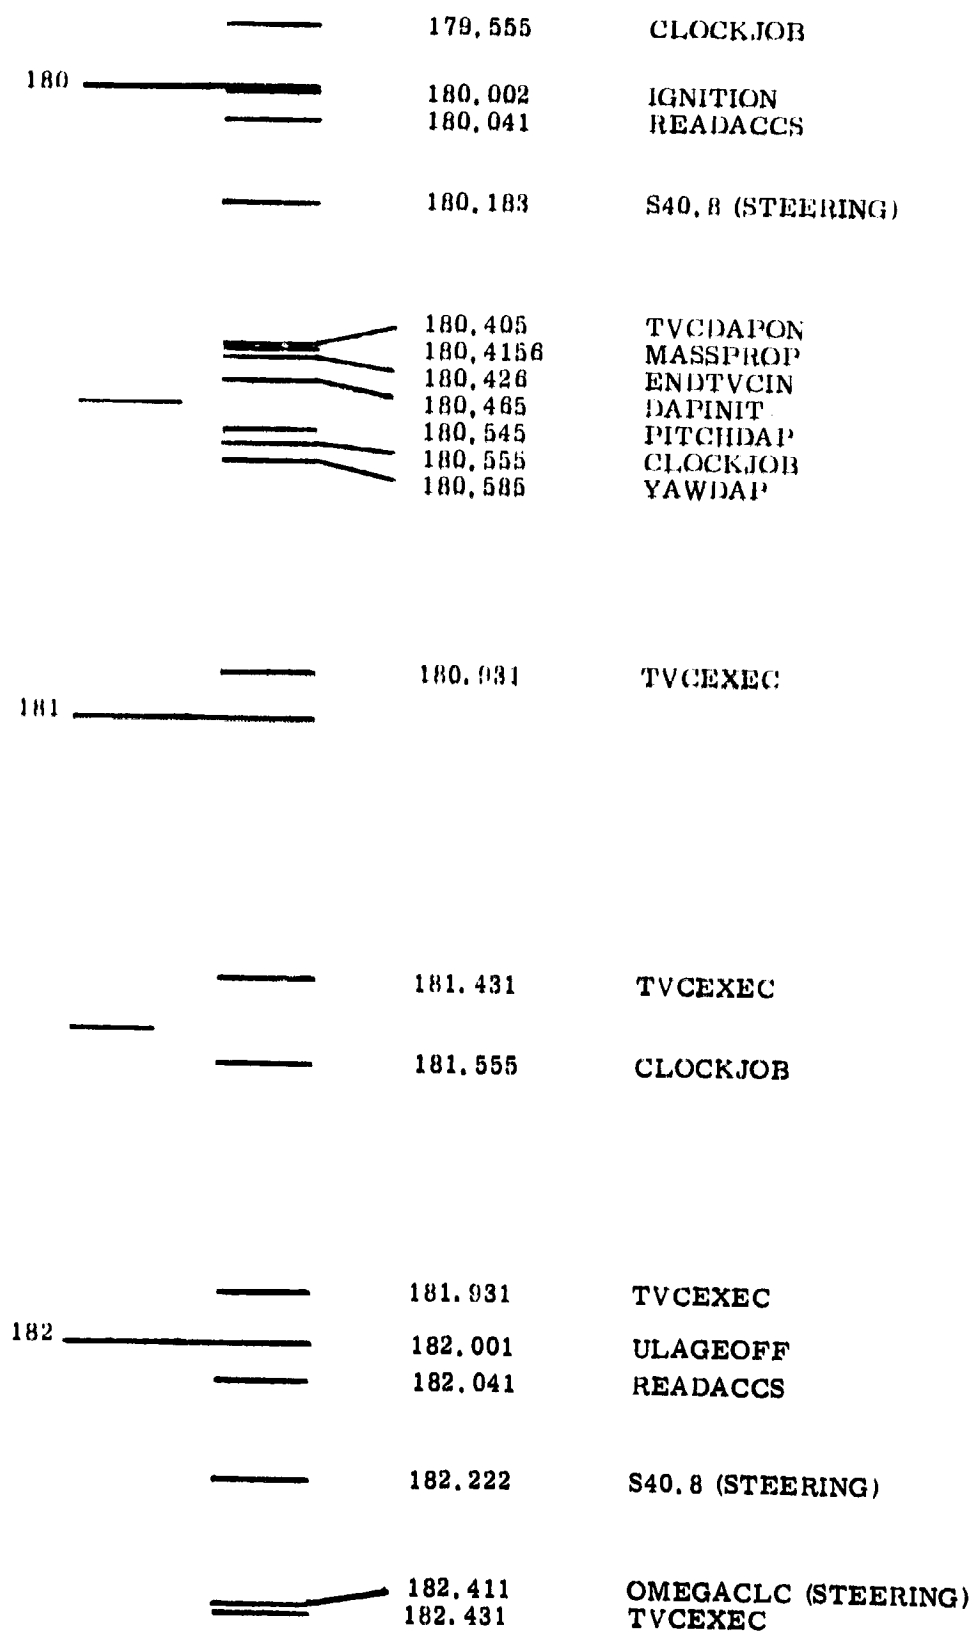 179.555 CLOCKJOB
180
180.002 IGNITION
180.041 READACCS
180.183 S40.8 (STEERING)
180.405 TVCDAPON
180.4156 MASSPROP
180.426 ENDTVCIN
180.465 DAPINIT
180.545 PITCHDAP
180.555 CLOCKJOB
180.585 YAWDAP
180.931 TVCEXEC
181
181.431 TVCEXEC
181.555 CLOCKJOB
181.931 TVCEXEC
182
182.001 ULAGEOFF
182.041 READACCS
182.222 S40.8 (STEERING)
182.411 OMEGACLC (STEERING)
182.431 TVCEXEC